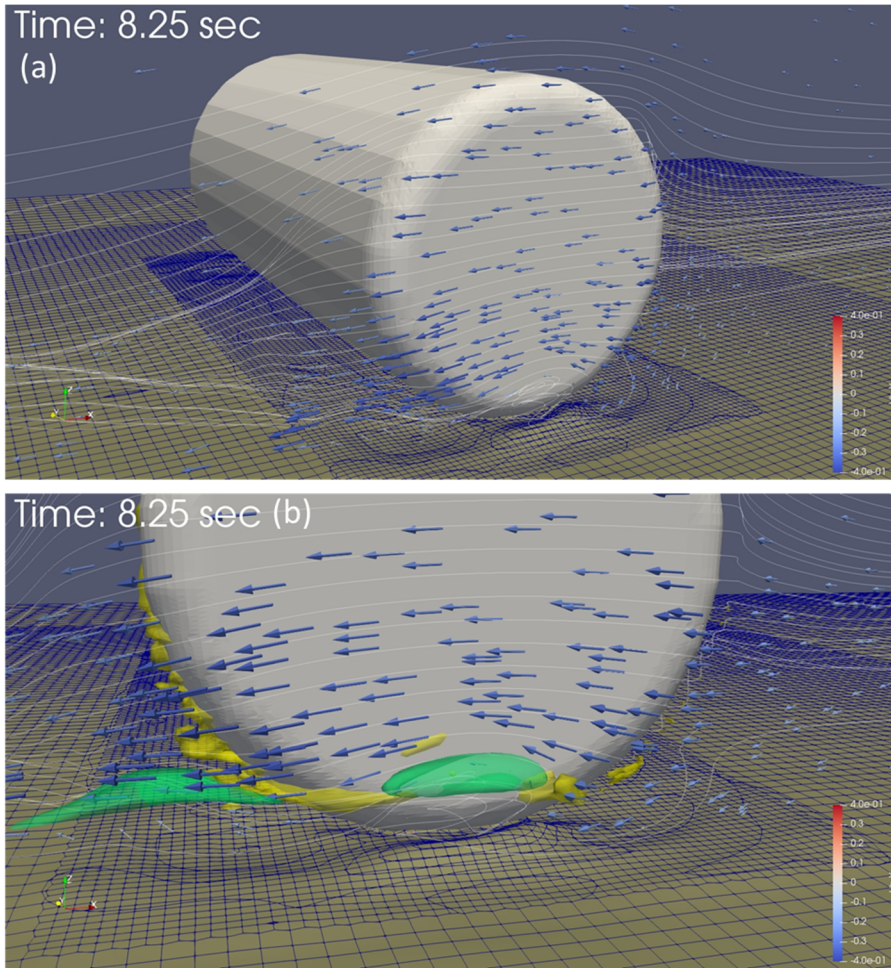 Time: 8.25 sec
(a)
4.0e-01
0.3
0.2
0.1
0
-0.1
-0.2
-0.3
-4.0e-01
Z
Y
X
Time: 8.25 sec (b)
4.0e-01
0.3
0.2
0.1
0
-0.1
-0.2
-0.3
-4.0e-01
Z
Y
X